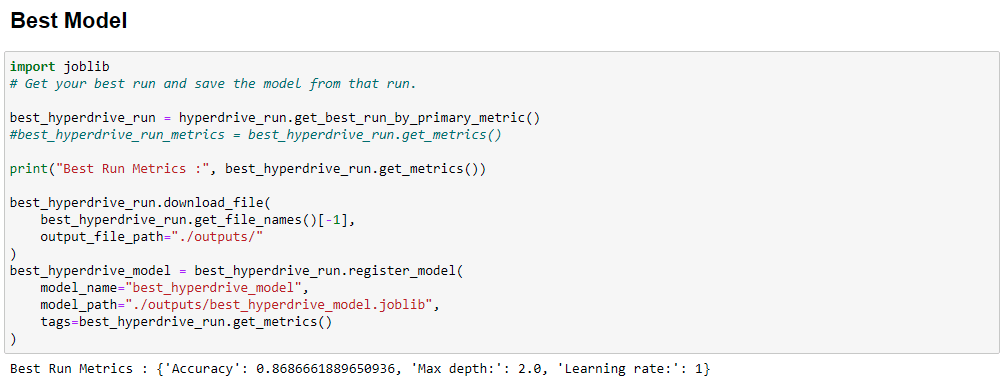 Best Model
import joblib
# Get your best run and save the model from that run.
best_hyperdrive_run = hyperdrive_run.get_best_run_by_primary_metric()
#best_hyperdrive_run_metrics = best_hyperdrive_run.get_metrics()
print("Best Run Metrics :", best_hyperdrive_run.get_metrics())
best_hyperdrive_run.download_file(
    best_hyperdrive_run.get_file_names()[-1],
    output_file_path="./outputs/"
)
best_hyperdrive_model = best_hyperdrive_run.register_model(
    model_name="best_hyperdrive_model",
    model_path="./outputs/best_hyperdrive_model.joblib",
    tags=best_hyperdrive_run.get_metrics()
)
Best Run Metrics : {'Accuracy': 0.8686661889650936, 'Max depth:': 2.0, 'Learning rate:': 1}